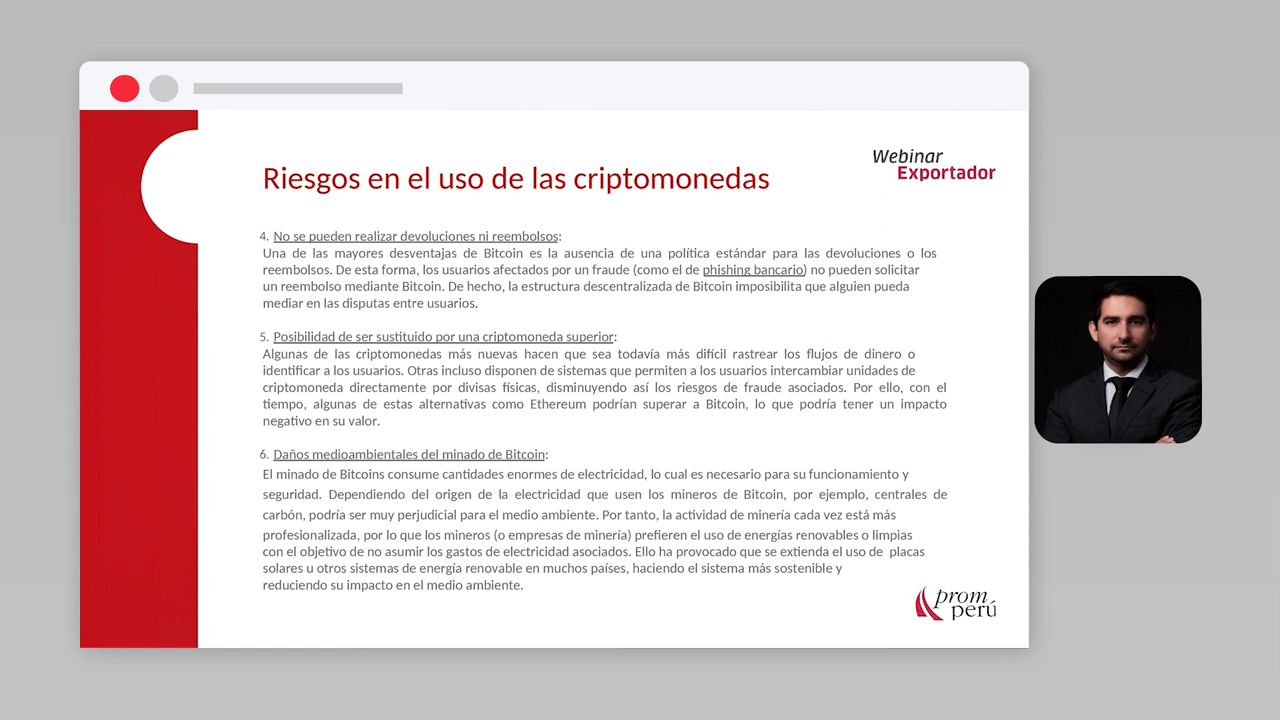 Webinar
Exportador
Riesgos en el uso de las criptomonedas
4. No se pueden realizar devoluciones ni reembolsos:
Una de las mayores desventajas de Bitcoin es la ausencia de una política estándar para las devoluciones o los
reembolsos. De esta forma, los usuarios afectados por un fraude (como el de phishing bancario) no pueden solicitar
un reembolso mediante Bitcoin. De hecho, la estructura descentralizada de Bitcoin imposibilita que alguien pueda
mediar en las disputas entre usuarios.
5. Posibilidad de ser sustituido por una criptomoneda superior:
Algunas de las criptomonedas más nuevas hacen que sea todavía más difícil rastrear los flujos de dinero o
identificar a los usuarios. Otras incluso disponen de sistemas que permiten a los usuarios intercambiar unidades de
criptomoneda directamente por divisas físicas, disminuyendo así los riesgos de fraude asociados. Por ello, con el
tiempo, algunas de estas alternativas como Ethereum podrían superar a Bitcoin, lo que podría tener un impacto
negativo en su valor.
6. Daños medioambientales del minado de Bitcoin:
El minado de Bitcoins consume cantidades enormes de electricidad, lo cual es necesario para su funcionamiento y
seguridad. Dependiendo del origen de la electricidad que usen los mineros de Bitcoin, por ejemplo, centrales de
carbón, podría ser muy perjudicial para el medio ambiente. Por tanto, la actividad de minería cada vez está más
profesionalizada, por lo que los mineros (o empresas de minería) prefieren el uso de energías renovables o limpias
con el objetivo de no asumir los gastos de electricidad asociados. Ello ha provocado que se extienda el uso de placas
solares u otros sistemas de energía renovable en muchos países, haciendo el sistema más sostenible y
reduciendo su impacto en el medio ambiente.
prom
perú